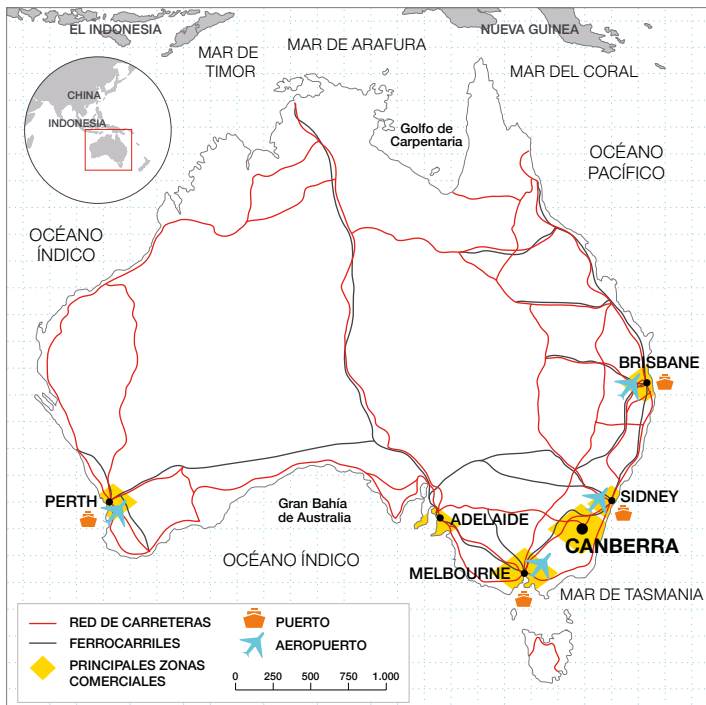 EL INDONESIA
NUEVA GUINEA
MAR DE
TIMOR
MAR DE ARAFURA
MAR DEL CORAL
CHINA
INDONESIA
Golfo de
Carpentaria
OCÉANO
PACÍFICO
OCÉANO
ÍNDICO
BRISBANE
PERTH
Gran Bahía
de Australia
ADELAIDE
SIDNEY
CANBERRA
OCÉANO ÍNDICO
MELBOURNE
MAR DE TASMANIA
RED DE CARRETERAS
FERROCARRILES
PRINCIPALES ZONAS
COMERCIALES
PUERTO
AEROPUERTO
0 250 500 750 1.000